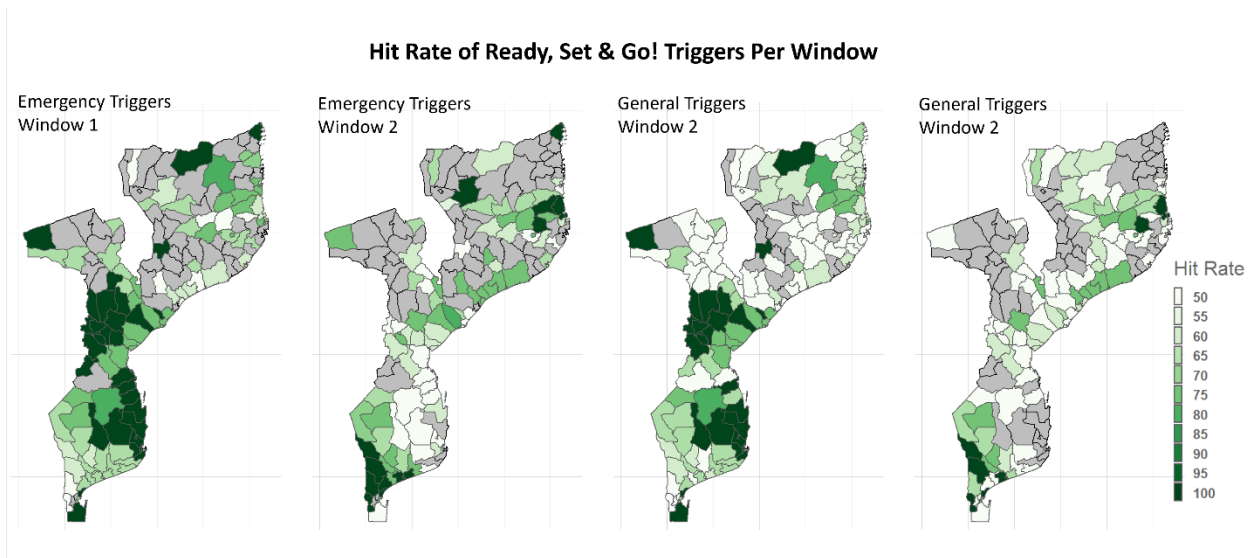 Hit Rate of Ready, Set & Go! Triggers Per Window
Emergency Triggers
Window 1
Emergency Triggers
Window 2
General Triggers
Window 2
General Triggers
Window 2
Hit Rate
50
55
60
65
70
75
80
85
90
95
100